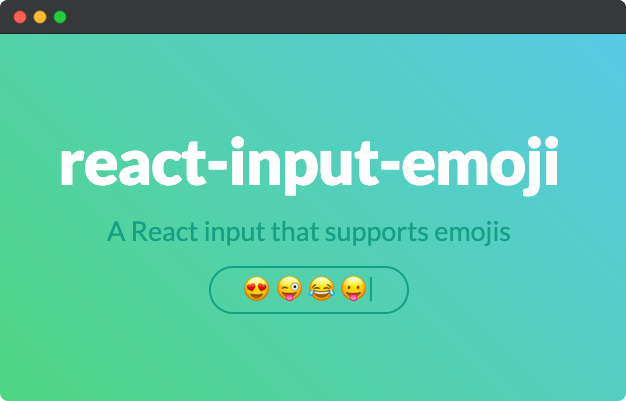 react-input-emoji
A React input that supports emojis
😍 😜 😂 😛